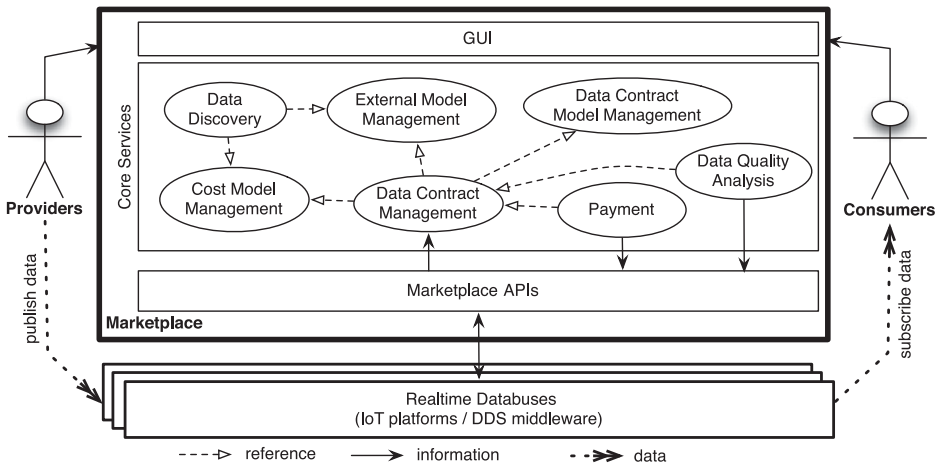 GUI
Core Services
Data
Discovery
External Model
Management
Data Contract
Model Management
Cost Model
Management
Data Contract
Management
Payment
Data Quality
Analysis
Providers
Consumers
publish data
subscribe data
Marketplace APIs
Marketplace
Realtime Databuses
(IoT platforms / DDS middleware)
reference
information
data